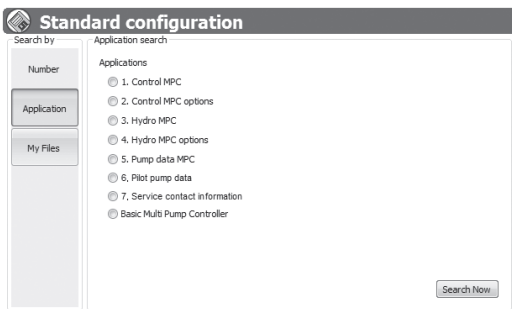 Standard configuration
Search by
Application search
Number
Application
My Files
Applications
1. Control MPC
2. Control MPC options
3. Hydro MPC
4. Hydro MPC options
5. Pump data MPC
6, Pilot pump data
7, Service contact information
Basic Multi Pump Controller
Search Now